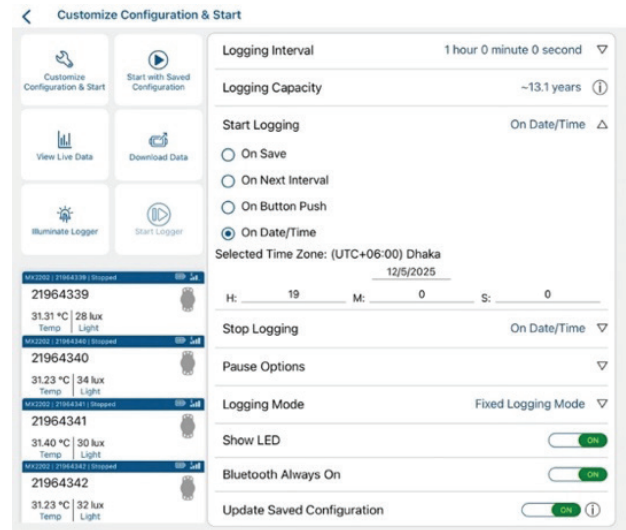 Customize Configuration & Start
Customize
Configuration & Start
Start with Saved
Configuration
View Live Data
Download Data
Illuminate Logger
Start Logger
MX2202 | 21964339 | Stopped
21964339
31.31 °C | 28 lux
Temp | Light
MX2202 | 21964340 | Stopped
21964340
31.23 °C | 34 lux
Temp | Light
MX2202 | 21964341 | Stopped
21964341
31.40 °C | 30 lux
Temp | Light
MX2202 | 21964342 | Stopped
21964342
31.23 °C | 32 lux
Temp | Light
Logging Interval 1 hour 0 minute 0 second
Logging Capacity ~13.1 years
Start Logging On Date/Time
On Save
On Next Interval
On Button Push
On Date/Time
Selected Time Zone: (UTC+06:00) Dhaka
12/5/2025
H: 19 M: 0 S: 0
Stop Logging On Date/Time
Pause Options
Logging Mode Fixed Logging Mode
Show LED ON
Bluetooth Always On ON
Update Saved Configuration ON